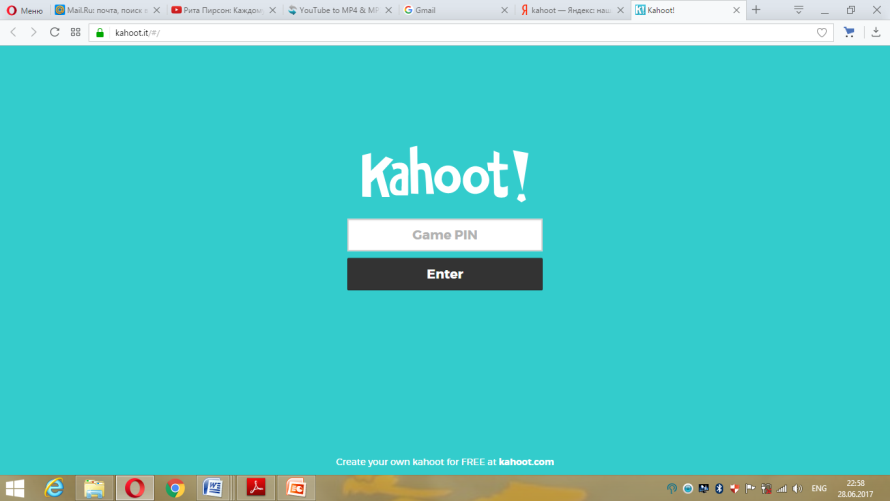 Меню
Mail.Ru: почта, поиск в
Рита Пирсон: Каждому
YouTube to MP4 & MP
Gmail
kahoot — Яндекс: наш
Kahoot!
kahoot.it/#/
Kahoot!
Game PIN
Enter
Create your own kahoot for FREE at kahoot.com
ENG
22:58
28.06.2017